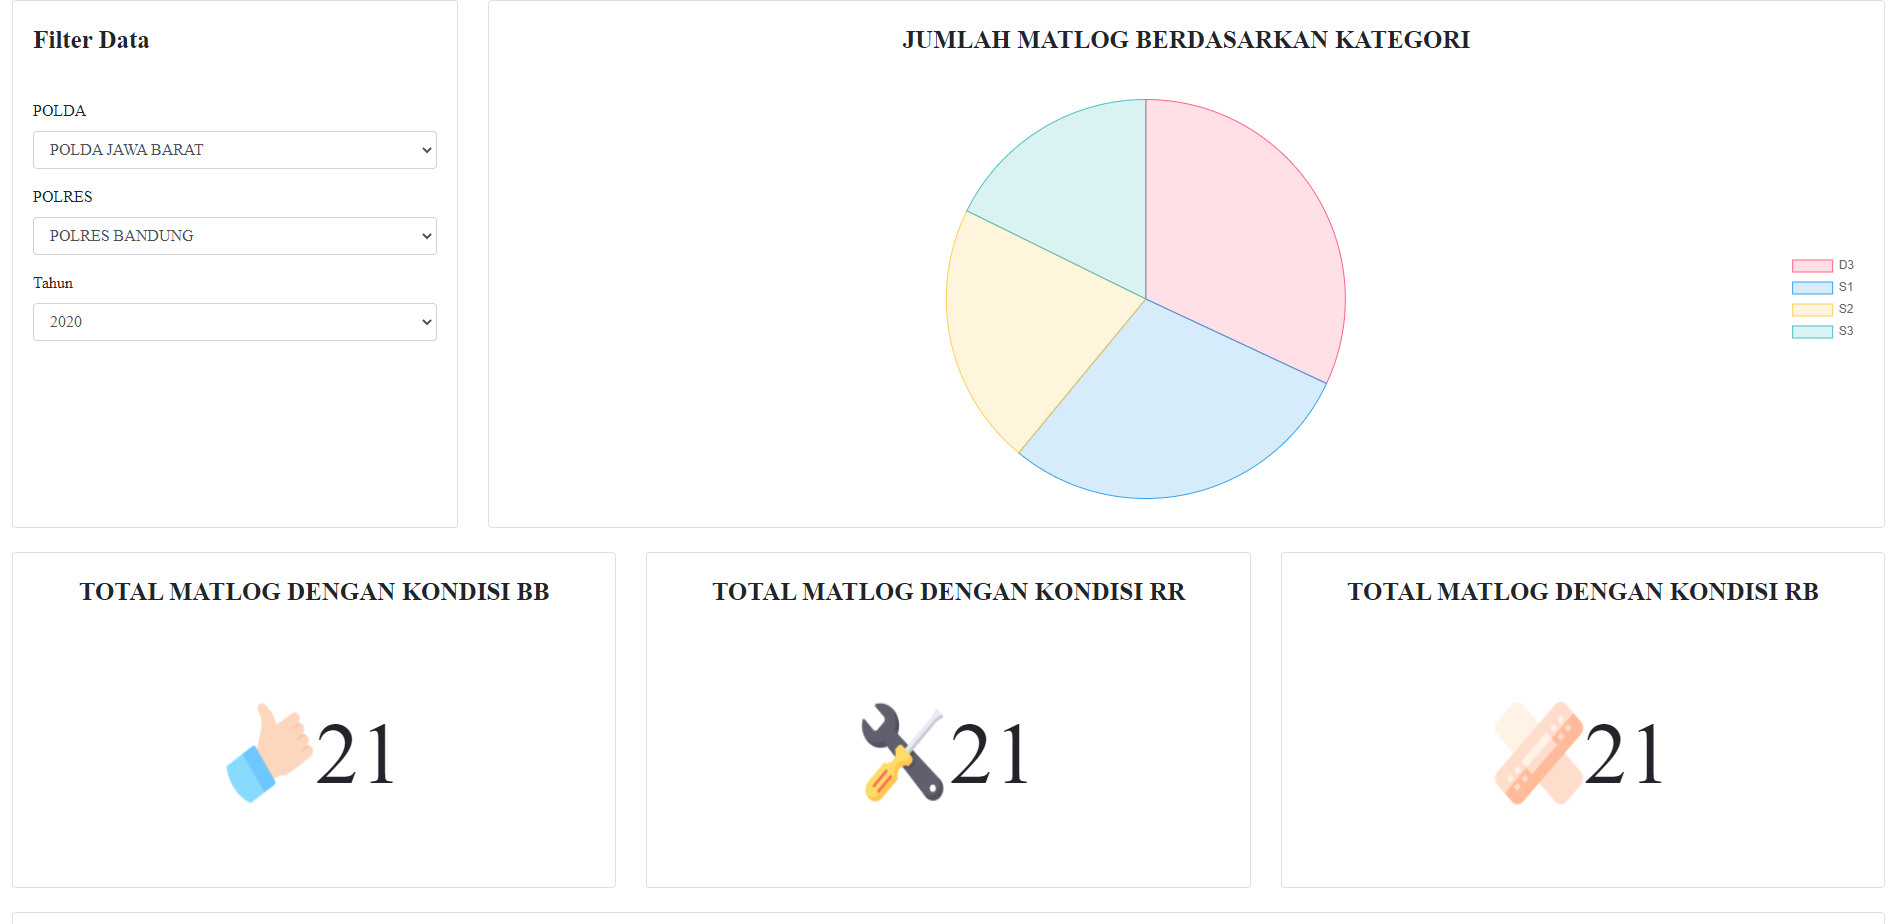 Filter Data
POLDA
POLDA JAWA BARAT
POLRES
POLRES BANDUNG
Tahun
2020
JUMLAH MATLOG BERDASARKAN KATEGORI
D3
S1
S2
S3
TOTAL MATLOG DENGAN KONDISI BB
21
TOTAL MATLOG DENGAN KONDISI RR
21
TOTAL MATLOG DENGAN KONDISI RB
21